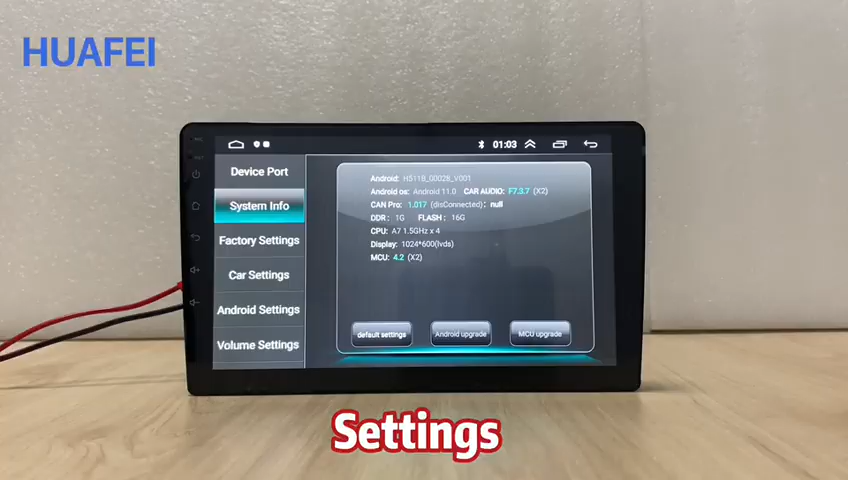 HUAFEI
01:03
Device Port
System Info
Factory Settings
Car Settings
Android Settings
Volume Settings
Android: H511B_G002B_V001
Android os: Android 11.0 CAR AUDIO: F7.3.7 (X2)
CAN Pro: 1.017 (disConnected): null
DDR: 1G FLASH: 16G
CPU: A7 1.5GHz x 4
Display: 1024*600(lvds)
MCU: 4.2 (X2)
default settings
Android upgrade
MCU upgrade
Settings